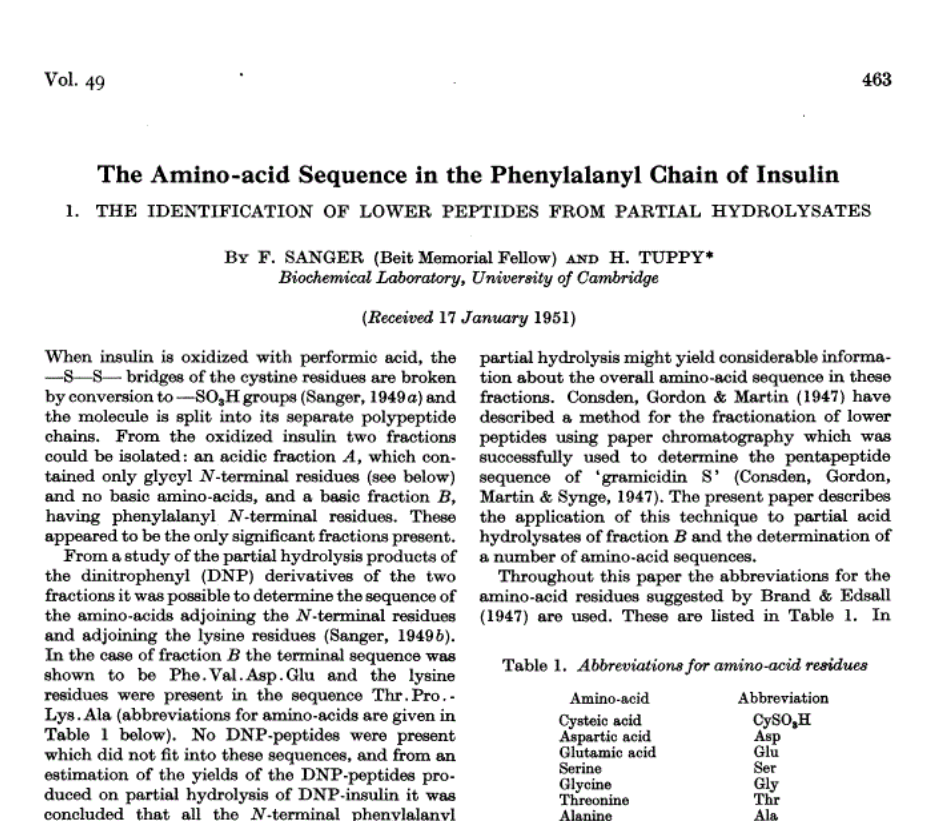 Vol. 49
463
The Amino-acid Sequence in the Phenylalanyl Chain of Insulin
1. THE IDENTIFICATION OF LOWER PEPTIDES FROM PARTIAL HYDROLYSATES
By F. SANGER (Beit Memorial Fellow) AND H. TUPPY*
Biochemical Laboratory, University of Cambridge
(Received 17 January 1951)
When insulin is oxidized with performic acid, the
—S—S— bridges of the cystine residues are broken
by conversion to —SO₃H groups (Sanger, 1949a) and
the molecule is split into its separate polypeptide
chains. From the oxidized insulin two fractions
could be isolated: an acidic fraction A, which con-
tained only glycyl N-terminal residues (see below)
and no basic amino-acids, and a basic fraction B,
having phenylalanyl N-terminal residues. These
appeared to be the only significant fractions present.
From a study of the partial hydrolysis products of
the dinitrophenyl (DNP) derivatives of the two
fractions it was possible to determine the sequence of
the amino-acids adjoining the N-terminal residues
and adjoining the lysine residues (Sanger, 1949b).
In the case of fraction B the terminal sequence was
shown to be Phe.Val.Asp.Glu and the lysine
residues were present in the sequence Thr.Pro.-
Lys.Ala (abbreviations for amino-acids are given in
Table 1 below). No DNP-peptides were present
which did not fit into these sequences, and from an
estimation of the yields of the DNP-peptides pro-
duced on partial hydrolysis of DNP-insulin it was
concluded that all the N-terminal phenylalanyl
partial hydrolysis might yield considerable informa-
tion about the overall amino-acid sequence in these
fractions. Consden, Gordon & Martin (1947) have
described a method for the fractionation of lower
peptides using paper chromatography which was
successfully used to determine the pentapeptide
sequence of 'gramicidin S' (Consden, Gordon,
Martin & Synge, 1947). The present paper describes
the application of this technique to partial acid
hydrolysates of fraction B and the determination of
a number of amino-acid sequences.
Throughout this paper the abbreviations for the
amino-acid residues suggested by Brand & Edsall
(1947) are used. These are listed in Table 1. In
Table 1. Abbreviations for amino-acid residues
Amino-acid Abbreviation
Cysteic acid CySO₃H
Aspartic acid Asp
Glutamic acid Glu
Serine Ser
Glycine Gly
Threonine Thr
Alanine Ala